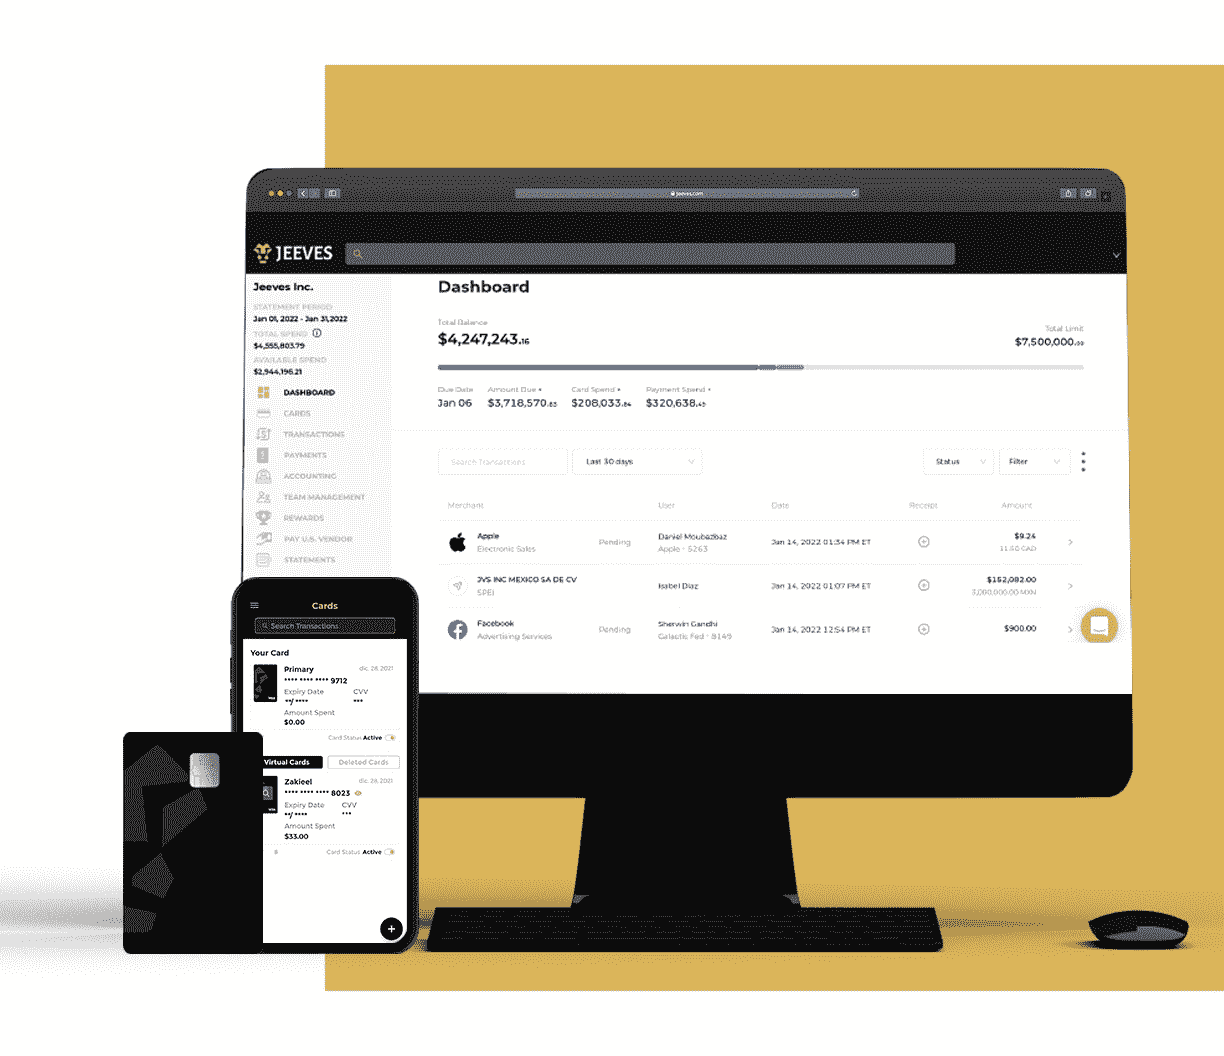 jeeves.com
JEEVES
Jeeves Inc.
STATEMENT PERIOD
Jan 01, 2022 - Jan 31,2022
TOTAL SPEND
$4,555,803.79
AVAILABLE SPEND
$2,944,196.21
DASHBOARD
CARDS
TRANSACTIONS
PAYMENTS
ACCOUNTING
TEAM MANAGEMENT
REWARDS
PAY U.S. VENDOR
STATEMENTS
Dashboard
Total Balance
$4,247,243.16
Total Limit
$7,500,000.00
Due Date Amount Due Card Spend Payment Spend
Jan 06 $3,718,570.63 $208,033.84 $320,638.49
Search Transactions Last 30 days Status Filter
Merchant User Date Receipt Amount
Apple Daniel Moubazbaz $9.24
Electronic Sales Pending Apple - 5263 Jan 14, 2022 01:34 PM ET 11.50 CAD
JVS INC MEXICO SA DE CV Isabel Diaz Jan 14, 2022 01:07 PM ET $152,082.00
SPEI 3,000,000.00 MXN
Facebook Sherwin Gandhi $900.00
Advertising Services Pending Galactic Fed - 8149 Jan 14, 2022 12:54 PM ET
Cards
Search Transactions
Your Card
Primary dic. 28, 2021
•••• •••• •••• 9712
Expiry Date CVV
**/ **** ***
Amount Spent
$0.00
Card Status Active
Virtual Cards Deleted Cards
Zakieel dic. 28, 2021
•••• •••• •••• 8023
Expiry Date CVV
**/ **** ***
Amount Spent
$33.00
Card Status Active